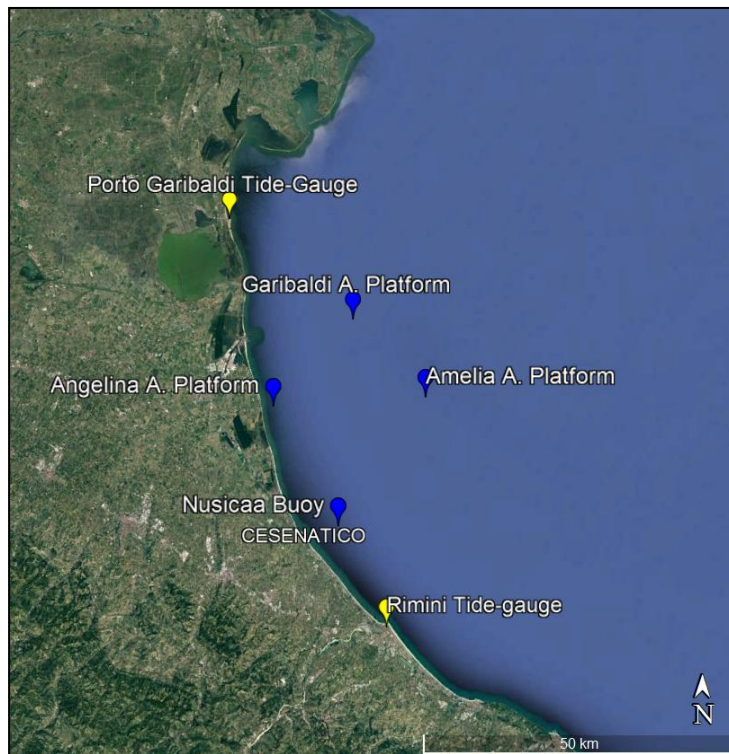 Porto Garibaldi Tide-Gauge
Garibaldi A. Platform
Angelina A. Platform
Amelia A. Platform
Nusicaa Buoy
CESENATICO
Rimini Tide-gauge
N
50 km